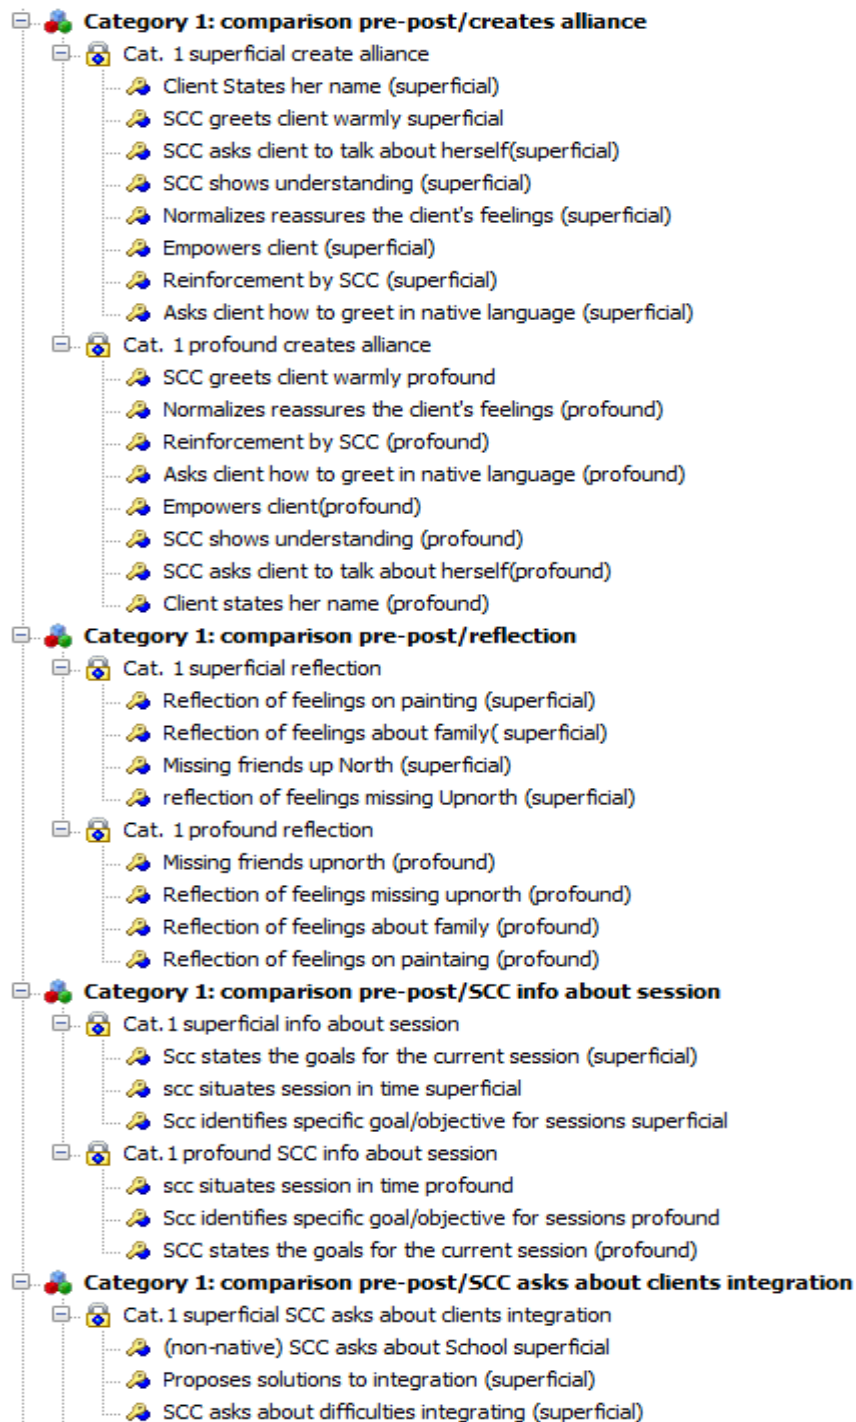 Category 1: comparison pre-post/creates alliance
Cat. 1 superficial create alliance
Client States her name (superficial)
SCC greets client warmly superficial
SCC asks client to talk about herself(superficial)
SCC shows understanding (superficial)
Normalizes reassures the client's feelings (superficial)
Empowers client (superficial)
Reinforcement by SCC (superficial)
Asks client how to greet in native language (superficial)
Cat. 1 profound creates alliance
SCC greets client warmly profound
Normalizes reassures the client's feelings (profound)
Reinforcement by SCC (profound)
Asks client how to greet in native language (profound)
Empowers client(profound)
SCC shows understanding (profound)
SCC asks client to talk about herself(profound)
Client states her name (profound)
Category 1: comparison pre-post/reflection
Cat. 1 superficial reflection
Reflection of feelings on painting (superficial)
Reflection of feelings about family( superficial)
Missing friends up North (superficial)
reflection of feelings missing Upnorth (superficial)
Cat. 1 profound reflection
Missing friends upnorth (profound)
Reflection of feelings missing upnorth (profound)
Reflection of feelings about family (profound)
Reflection of feelings on paintaing (profound)
Category 1: comparison pre-post/SCC info about session
Cat.1 superficial info about session
Scc states the goals for the current session (superficial)
scc situates session in time superficial
Scc identifies specific goal/objective for sessions superficial
Cat.1 profound SCC info about session
scc situates session in time profound
Scc identifies specific goal/objective for sessions profound
SCC states the goals for the current session (profound)
Category 1: comparison pre-post/SCC asks about clients integration
Cat.1 superficial SCC asks about clients integration
(non-native) SCC asks about School superficial
Proposes solutions to integration (superficial)
SCC asks about difficulties integrating (superficial)